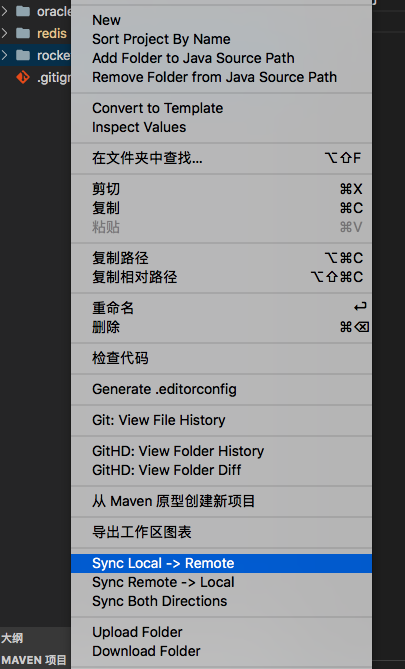 oracle
redis
rocke
.gitign
New
Sort Project By Name
Add Folder to Java Source Path
Remove Folder from Java Source Path
Convert to Template
Inspect Values
在文件夹中查找... ⌥⇧F
剪切 ⌘X
复制 ⌘C
粘贴 ⌘V
复制路径 ⌥⌘C
复制相对路径 ⌥⇧⌘C
重命名 ⏎
删除 ⌘⌫
检查代码
Generate .editorconfig
Git: View File History
GitHD: View Folder History
GitHD: View Folder Diff
从 Maven 原型创建新项目
导出工作区图表
Sync Local -> Remote
Sync Remote -> Local
Sync Both Directions
Upload Folder
Download Folder
大纲
MAVEN 项目